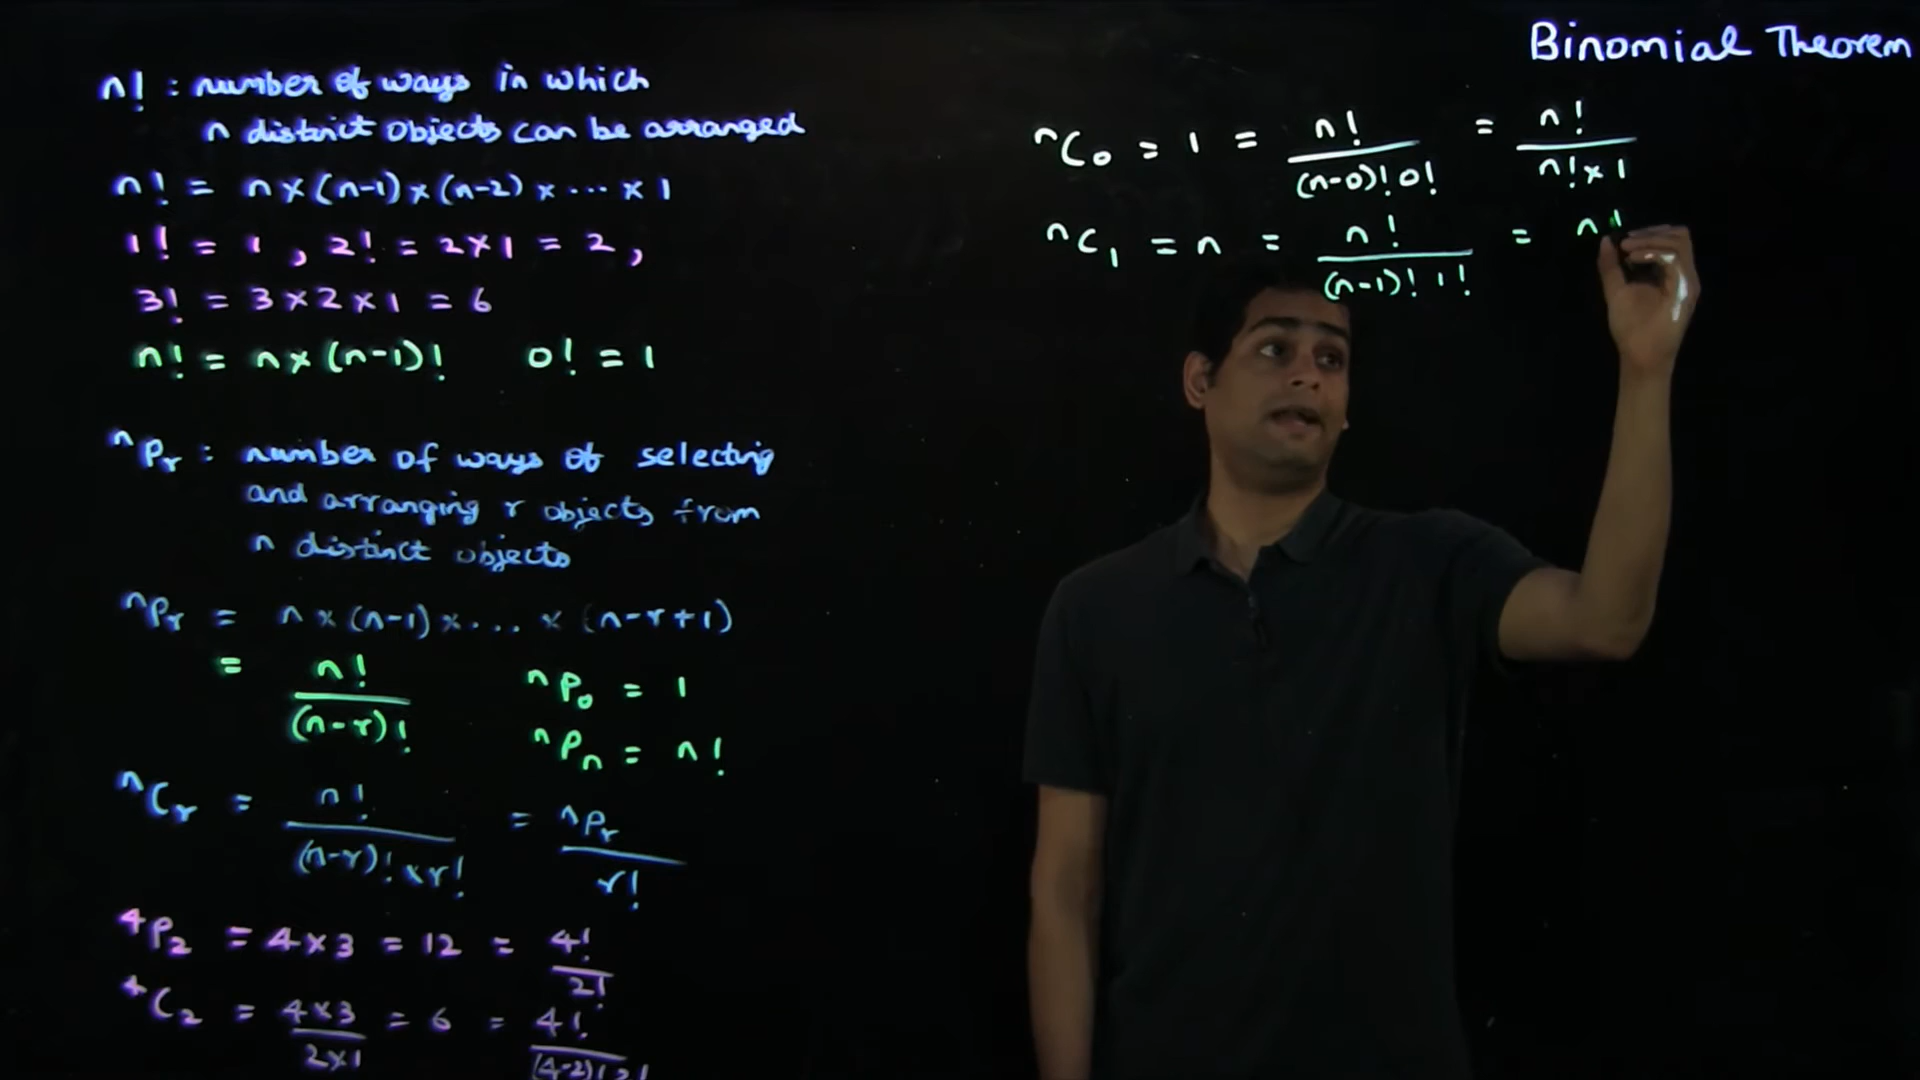 Binomial Theorem
n! : number of ways in which
n distinct objects can be arranged
n! = n × (n-1) × (n-2) × ... × 1
1! = 1 , 2! = 2×1 = 2 ,
3! = 3×2×1 = 6
n! = n × (n-1)!   0! = 1
ⁿPᵣ : number of ways of selecting
and arranging r objects from
n distinct objects
ⁿPᵣ = n × (n-1) × ... × (n-r+1)
= n! / (n-r)!   ⁿP₀ = 1
ⁿPₙ = n!
ⁿCᵣ = n! / (n-r)! × r! = ⁿPᵣ / r!
⁴P₂ = 4×3 = 12 = 4! / 2!
⁴C₂ = 4×3 / 2×1 = 6 = 4! / (4-2)! 2!
ⁿC₀ = 1 = n! / (n-0)! 0! = n! / n! × 1
ⁿC₁ = n = n! / (n-1)! 1! = n!